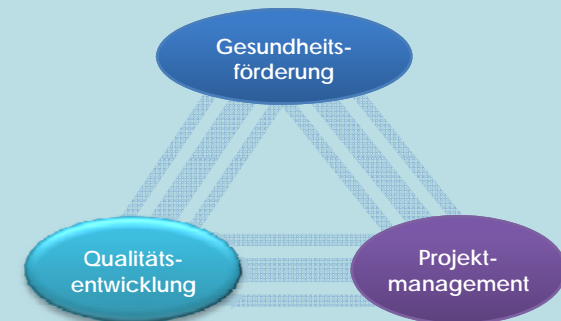 Gesundheits-
förderung
Qualitäts-
entwicklung
Projekt-
management